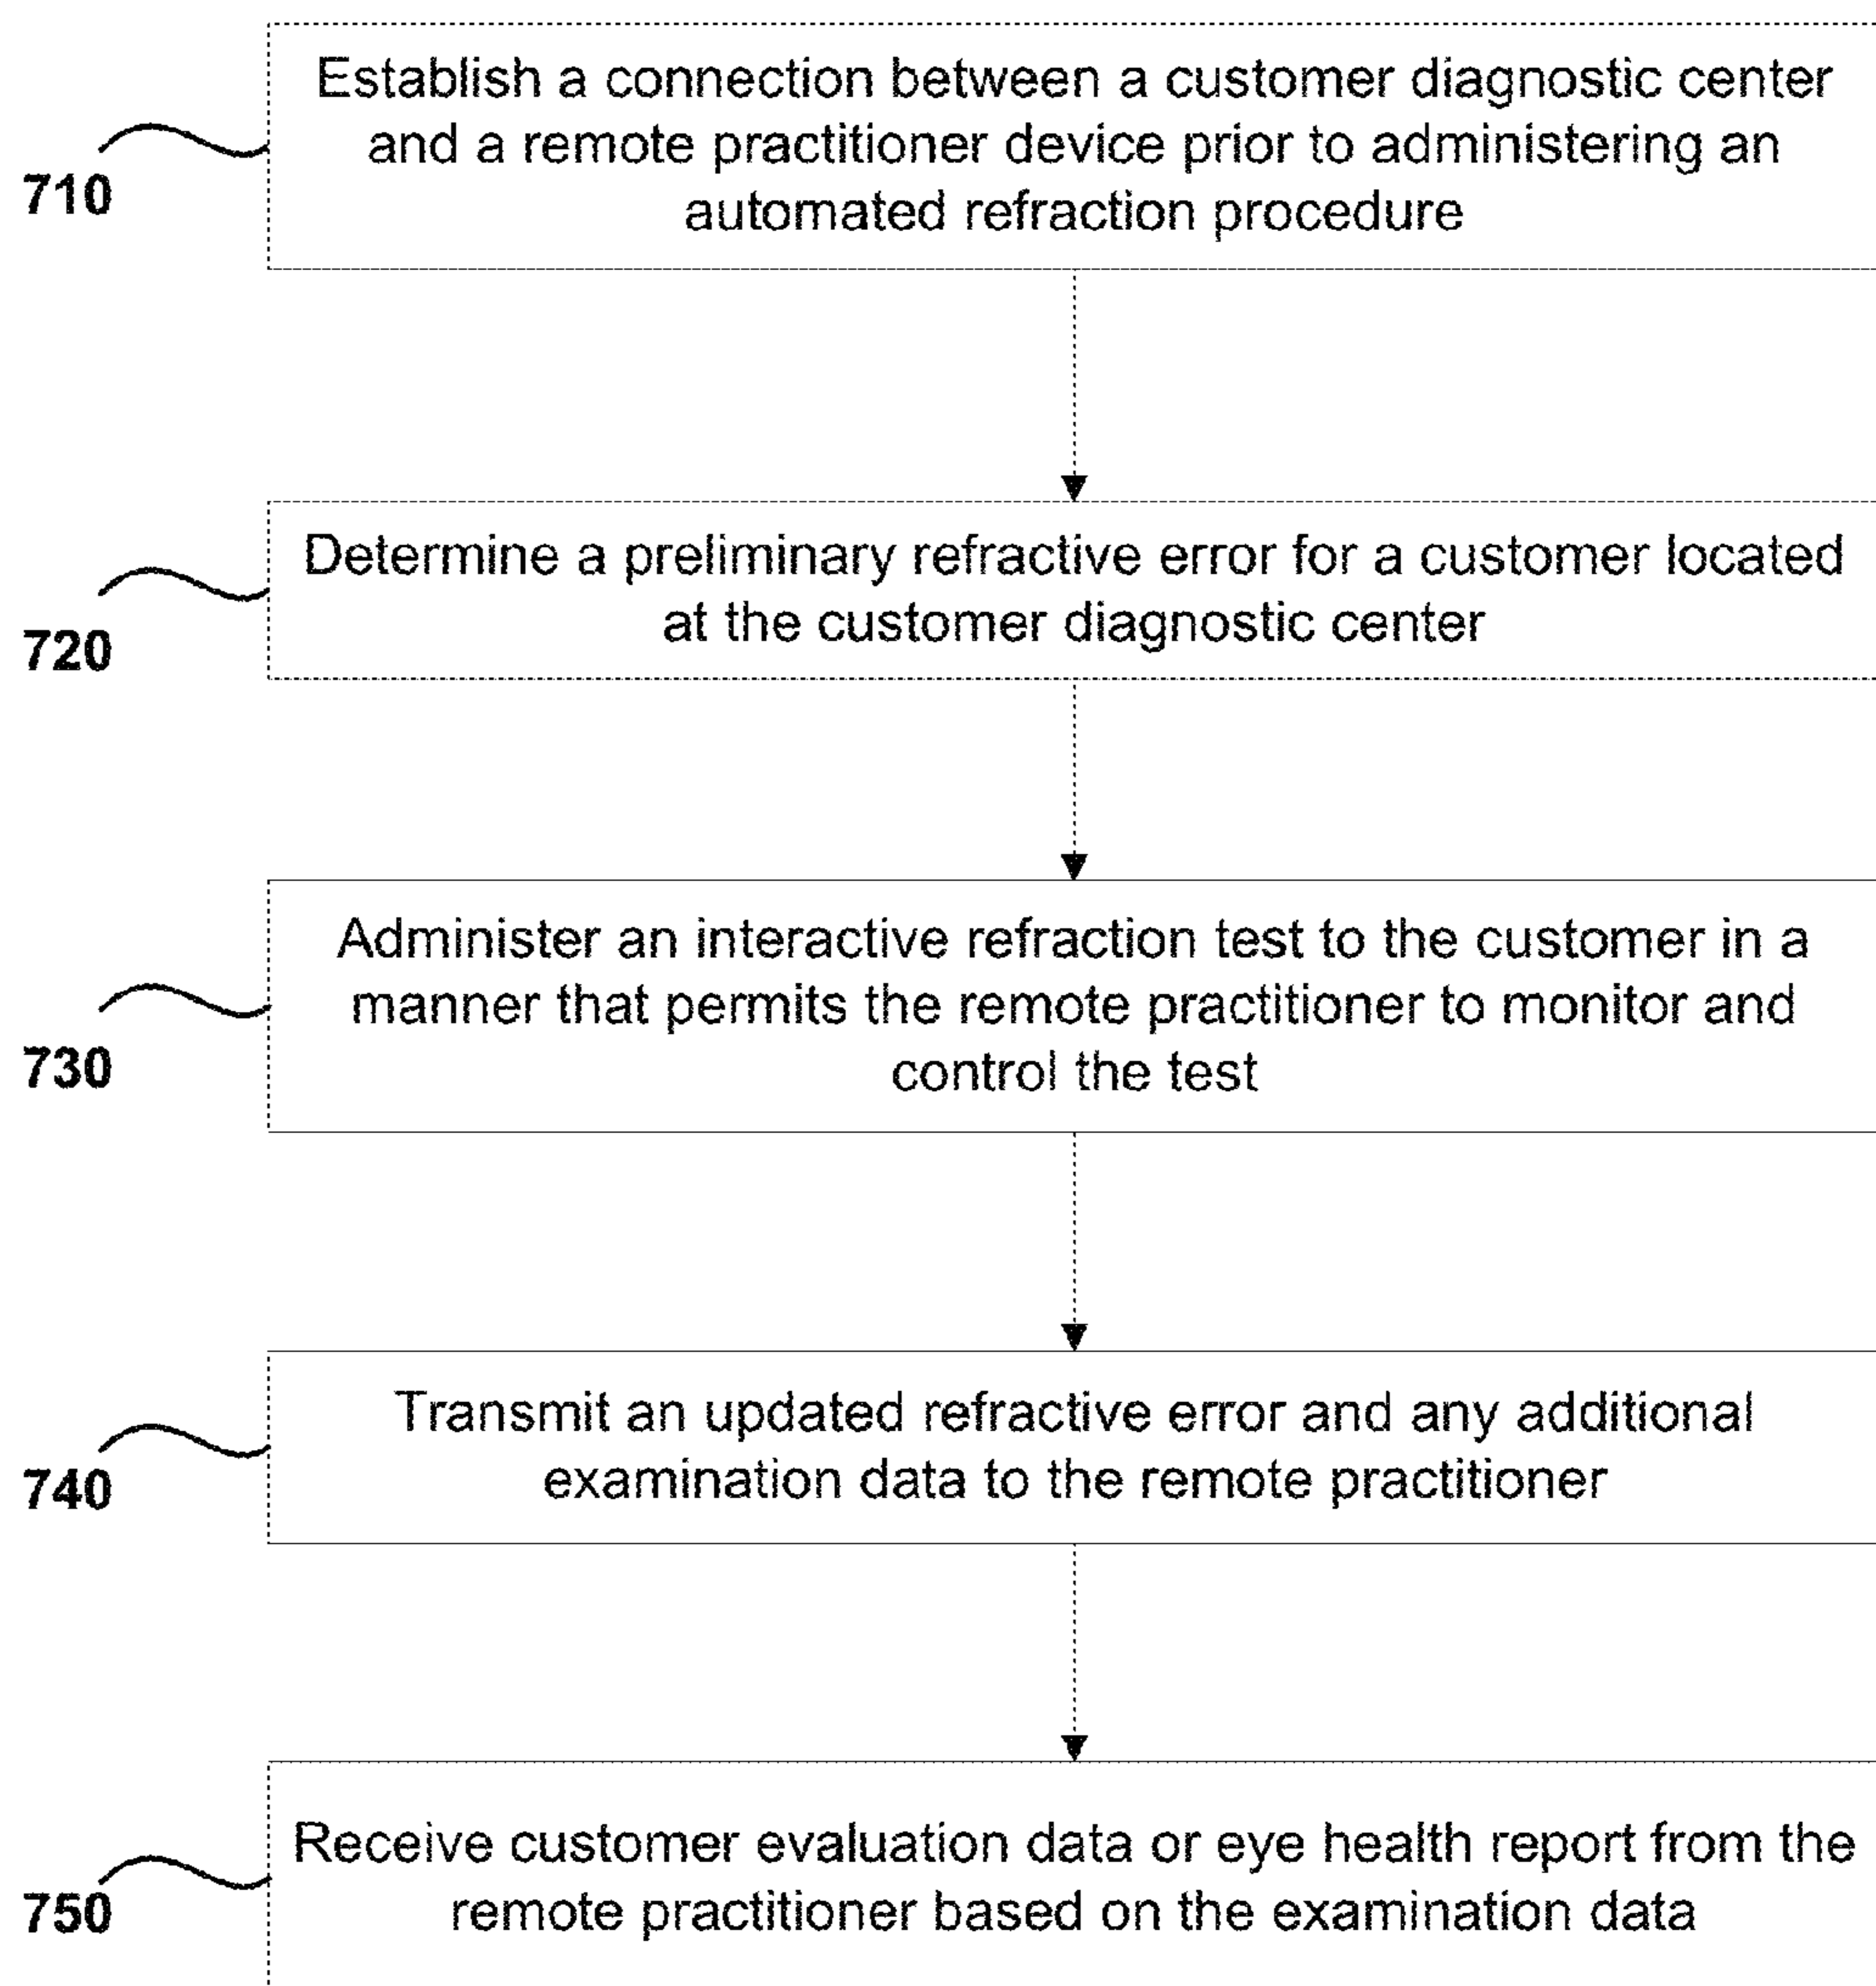 Establish a connection between a customer diagnostic center
and a remote practitioner device prior to administering an
automated refraction procedure
710
Determine a preliminary refractive error for a customer located
at the customer diagnostic center
720
Administer an interactive refraction test to the customer in a
manner that permits the remote practitioner to monitor and
control the test
730
Transmit an updated refractive error and any additional
examination data to the remote practitioner
740
Receive customer evaluation data or eye health report from the
remote practitioner based on the examination data
750